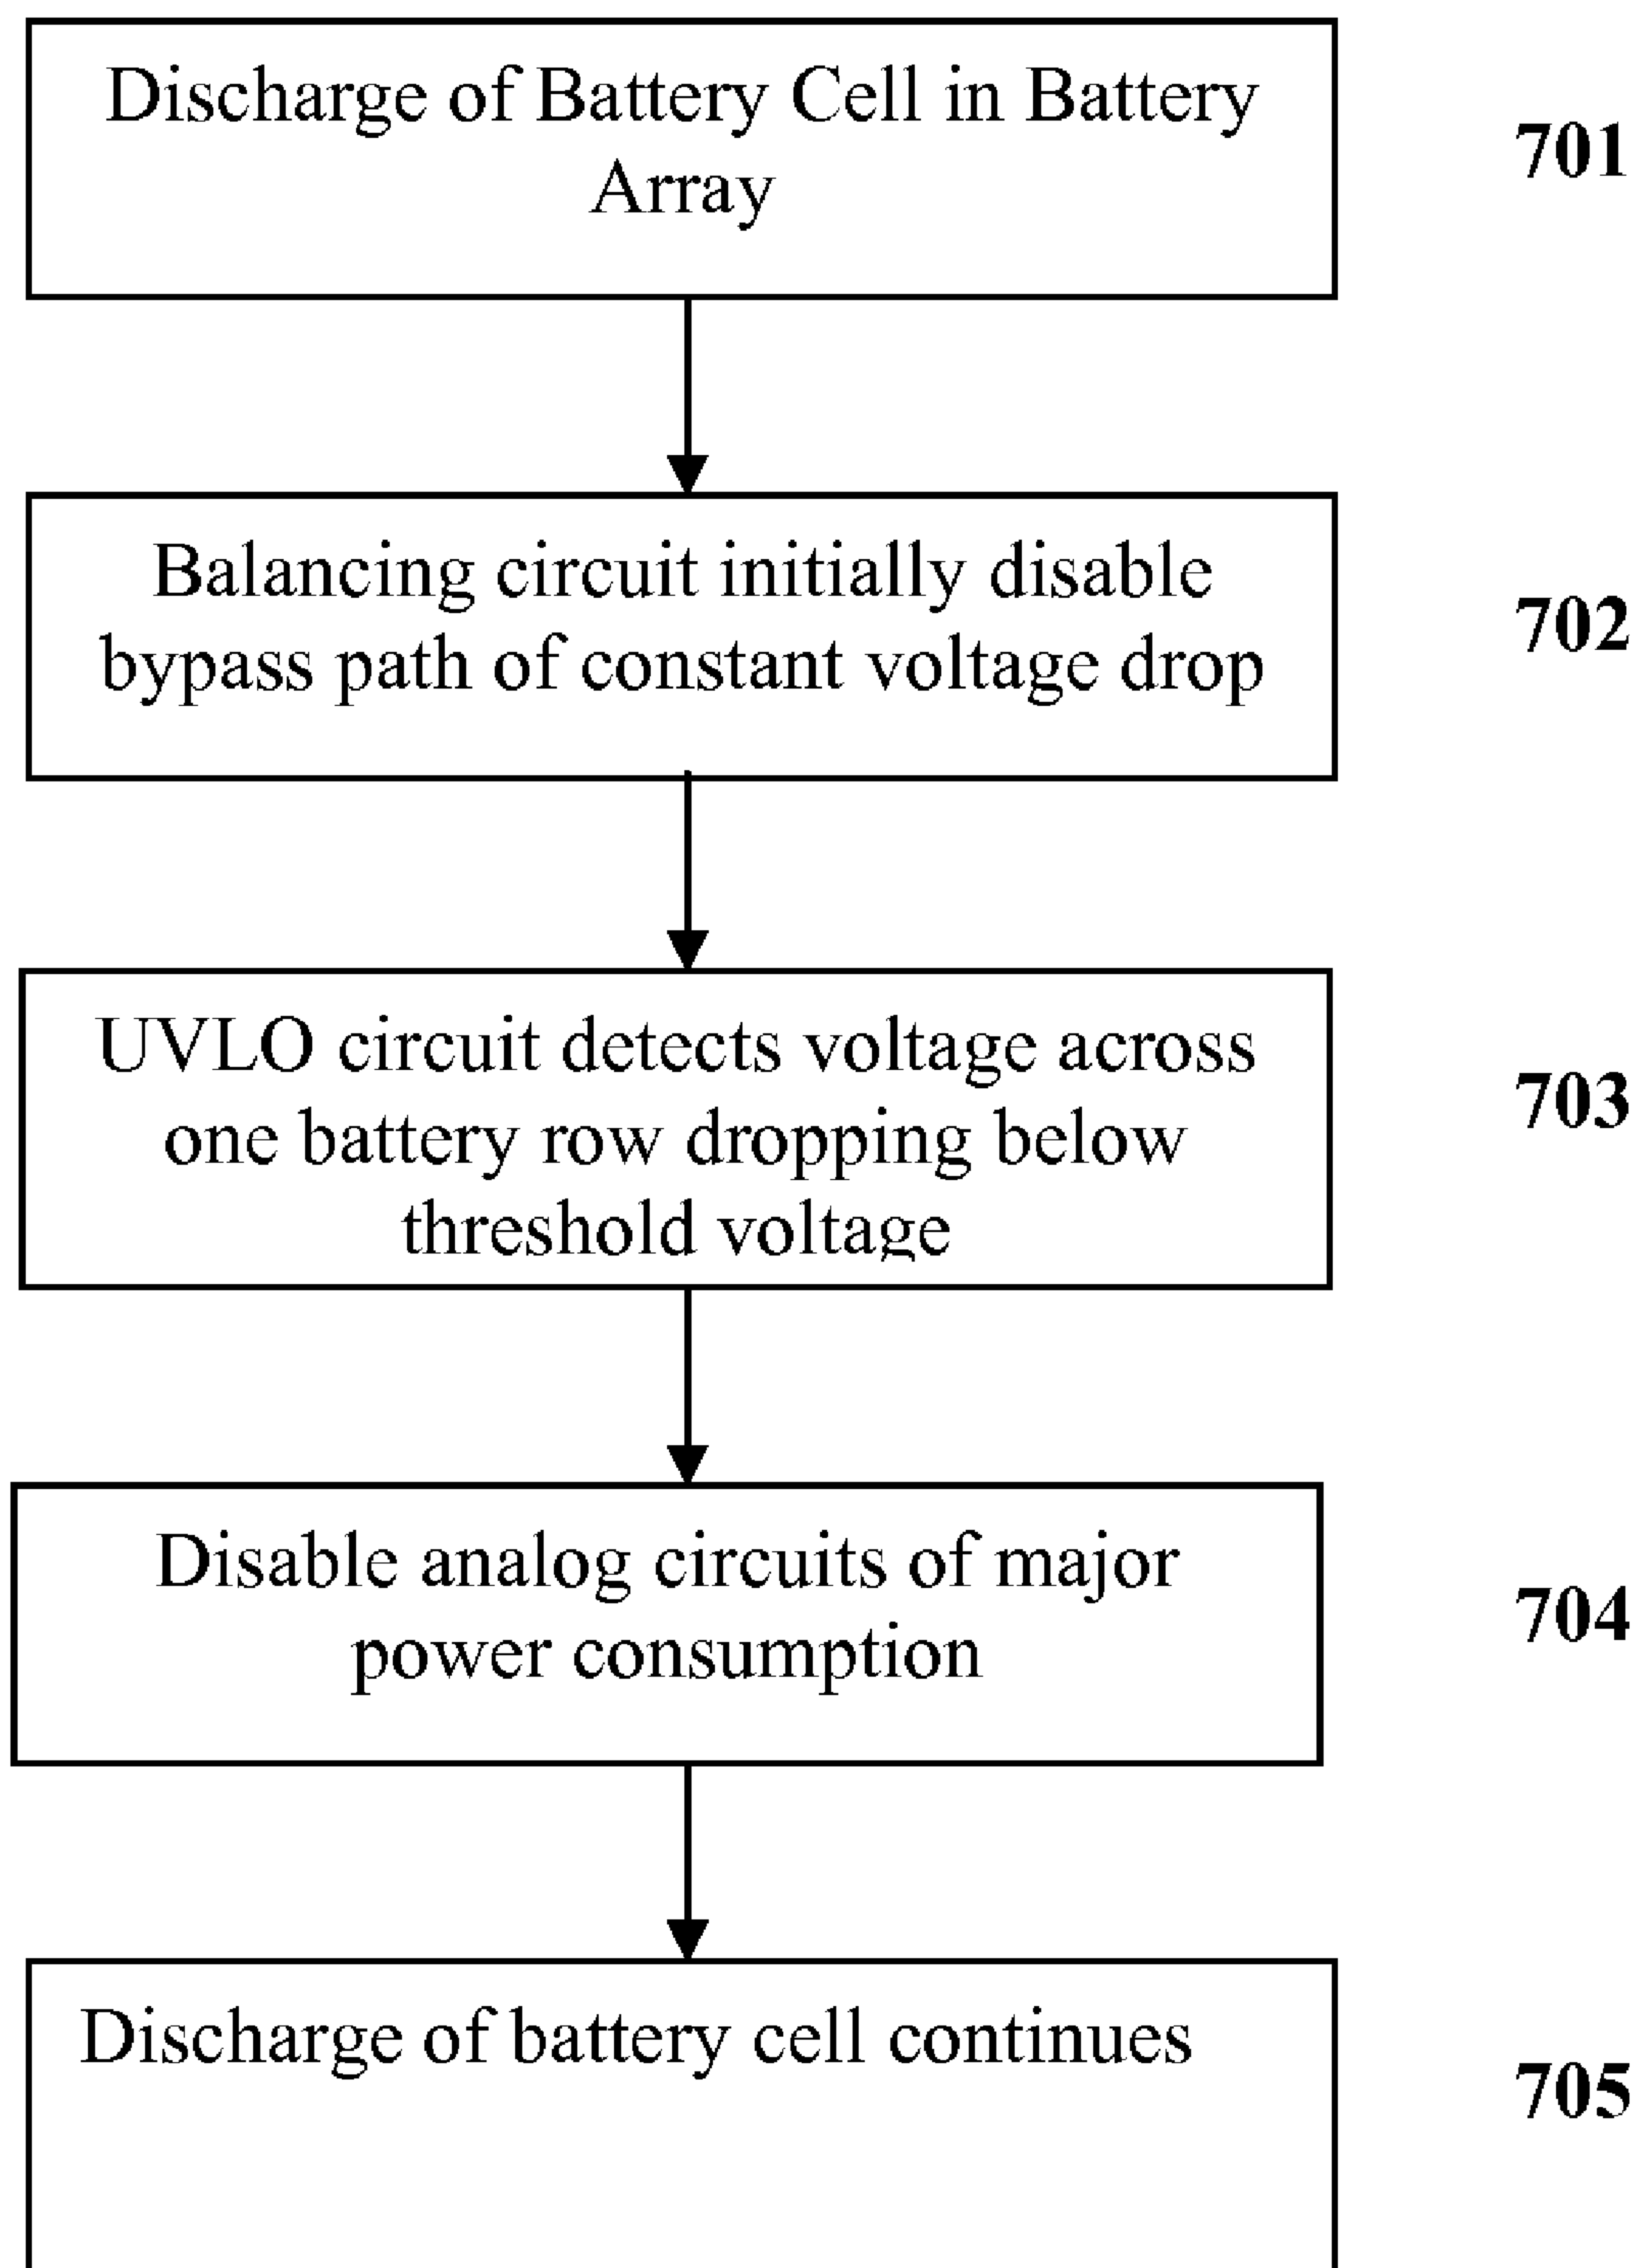 Discharge of Battery Cell in Battery
Array
701
Balancing circuit initially disable
bypass path of constant voltage drop
702
UVLO circuit detects voltage across
one battery row dropping below
threshold voltage
703
Disable analog circuits of major
power consumption
704
Discharge of battery cell continues
705